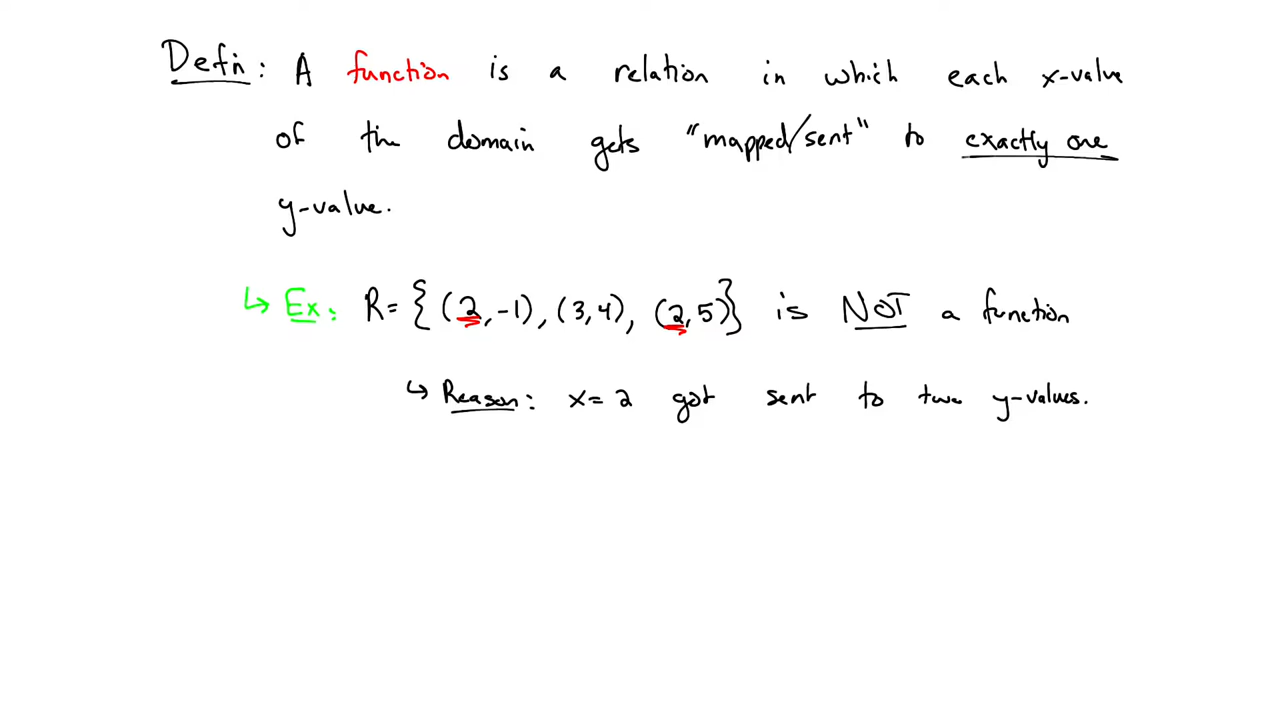 Defn: A function is a relation in which each x-value
of the domain gets "mapped/sent" to exactly one
y-value.
↳ Ex: R = {(2,-1), (3,4), (2,5)} is NOT a function
↳ Reason: x=2 got sent to two y-values.